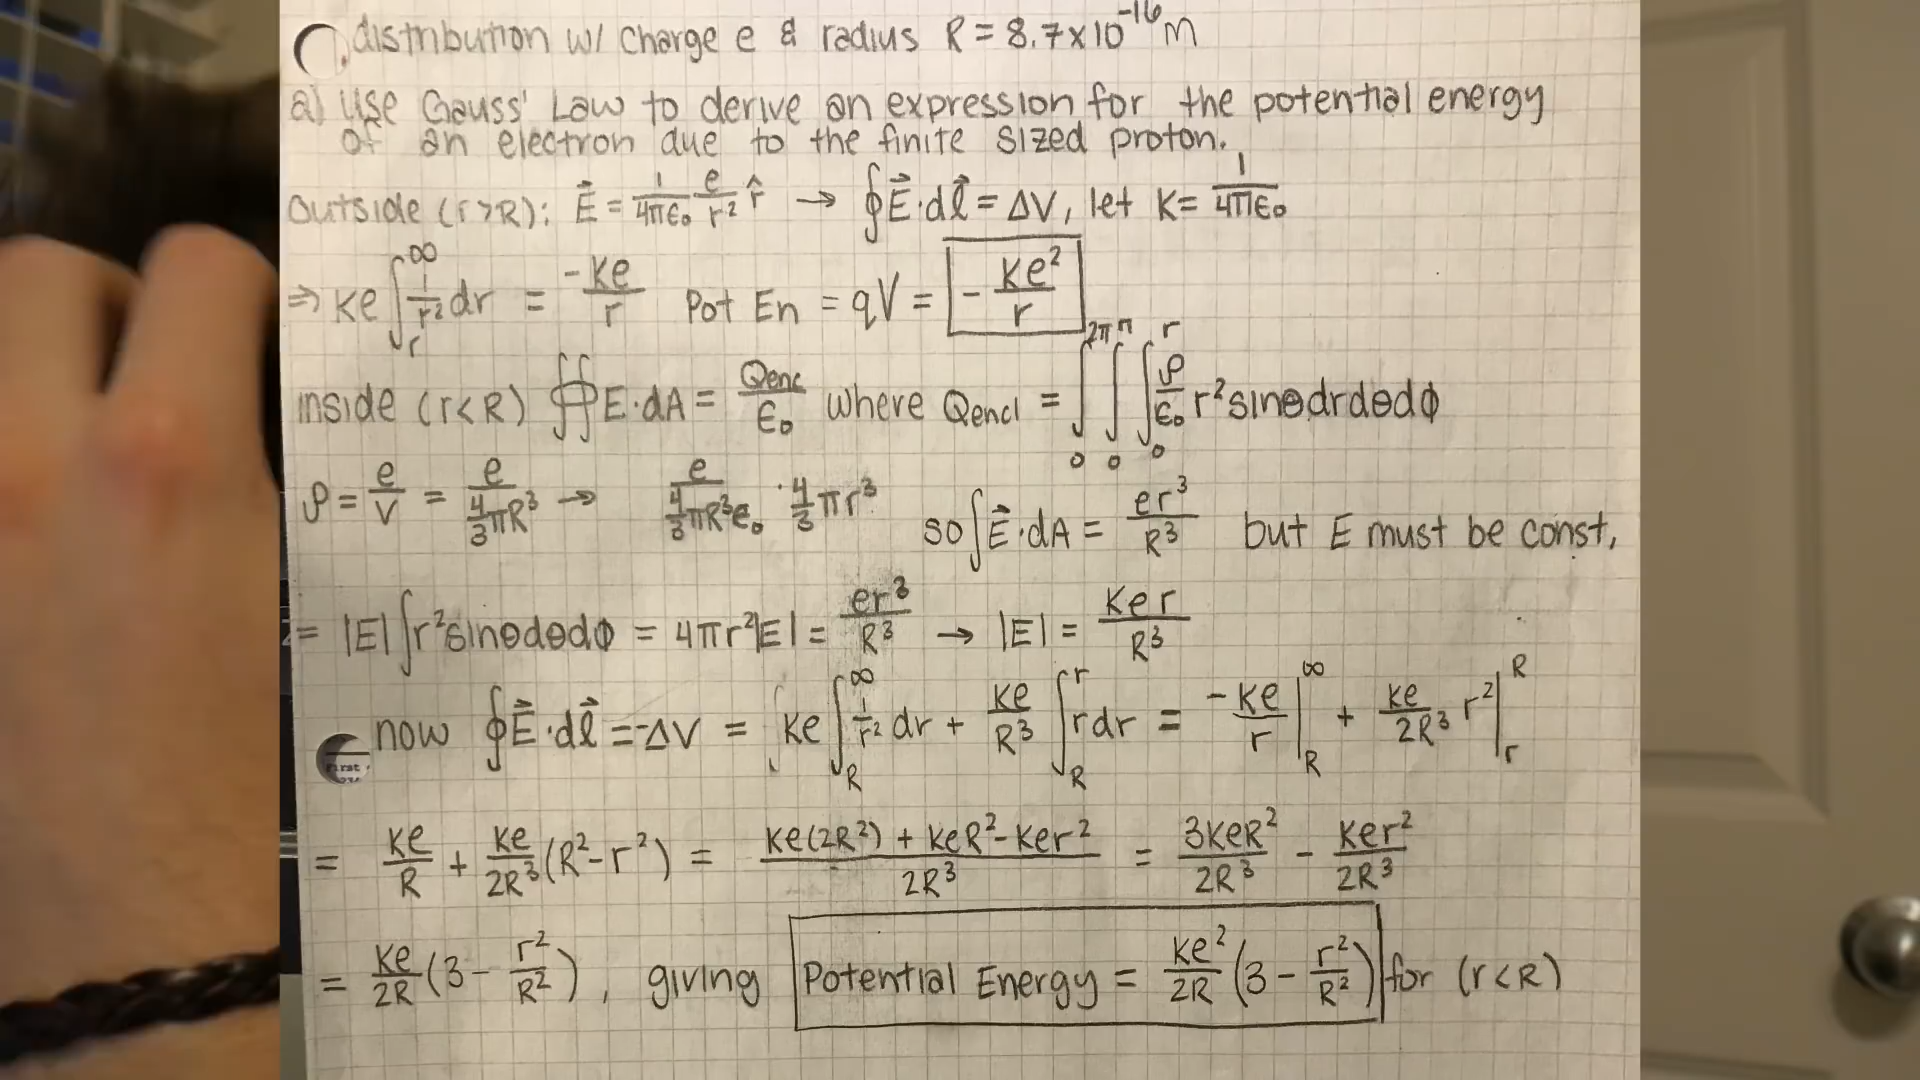 distribution w/ charge e & radius R = 8.7×10⁻¹⁶ m
a) Use Gauss' Law to derive an expression for the potential energy
of an electron due to the finite sized proton.
Outside (r>R): E⃗ = 1/(4πϵ₀) e/r² r̂ → ∮E⃗·dl⃗ = ΔV, let K = 1/(4πϵ₀)
⇒ ke ∫_r^∞ 1/r² dr = -ke/r Pot En = qV = -ke²/r
inside (r<R) ∯E·dA = Qenc/ϵ₀ where Qencl = ∫_0^2π ∫_0^π ∫_0^r ρ/ϵ₀ r² sinθ dr dθ dϕ
ρ = e/V = e/(4/3 πR³) → e/(4/3 πR³ϵ₀) · 4/3 πr³ so ∫E⃗·dA = er³/R³ but E must be const,
= |E| ∫r² sinθ dθ dϕ = 4πr²|E| = er³/R³ → |E| = ker/R³
now ∮E⃗·dl⃗ = -ΔV = ∫ ke ∫_R^∞ 1/r² dr + ke/R³ ∫_R^r r dr = -ke/r |_R^∞ + ke/2R³ r² |_r^R
First
= ke/R + ke/2R³ (R²-r²) = (ke(2R²) + keR² - ker²)/2R³ = 3keR²/2R³ - ker²/2R³
= ke/2R (3 - r²/R²), giving Potential Energy = ke²/2R (3 - r²/R²) for (r<R)